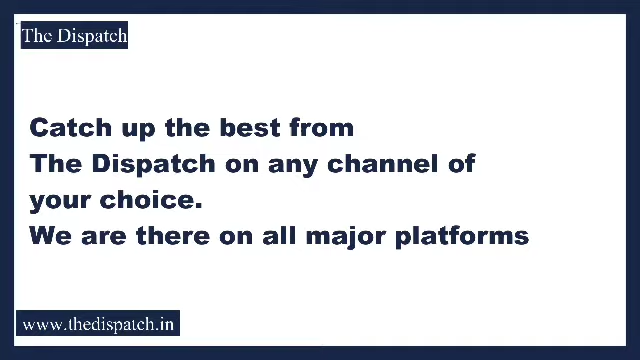 The Dispatch
Catch up the best from
The Dispatch on any channel of
your choice.
We are there on all major platforms
www.thedispatch.in